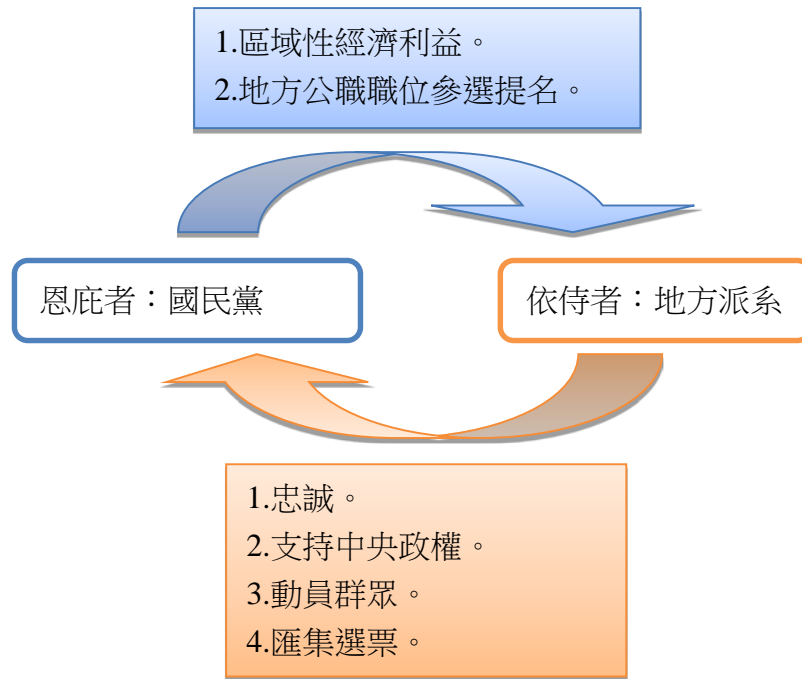 1.區域性經濟利益。
2.地方公職職位參選提名。
恩庇者：國民黨
依侍者：地方派系
1.忠誠。
2.支持中央政權。
3.動員群眾。
4.匯集選票。